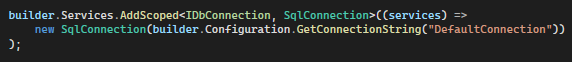 builder.Services.AddScoped<IDbConnection, SqlConnection>((services) =>
    new SqlConnection(builder.Configuration.GetConnectionString("DefaultConnection"))
);